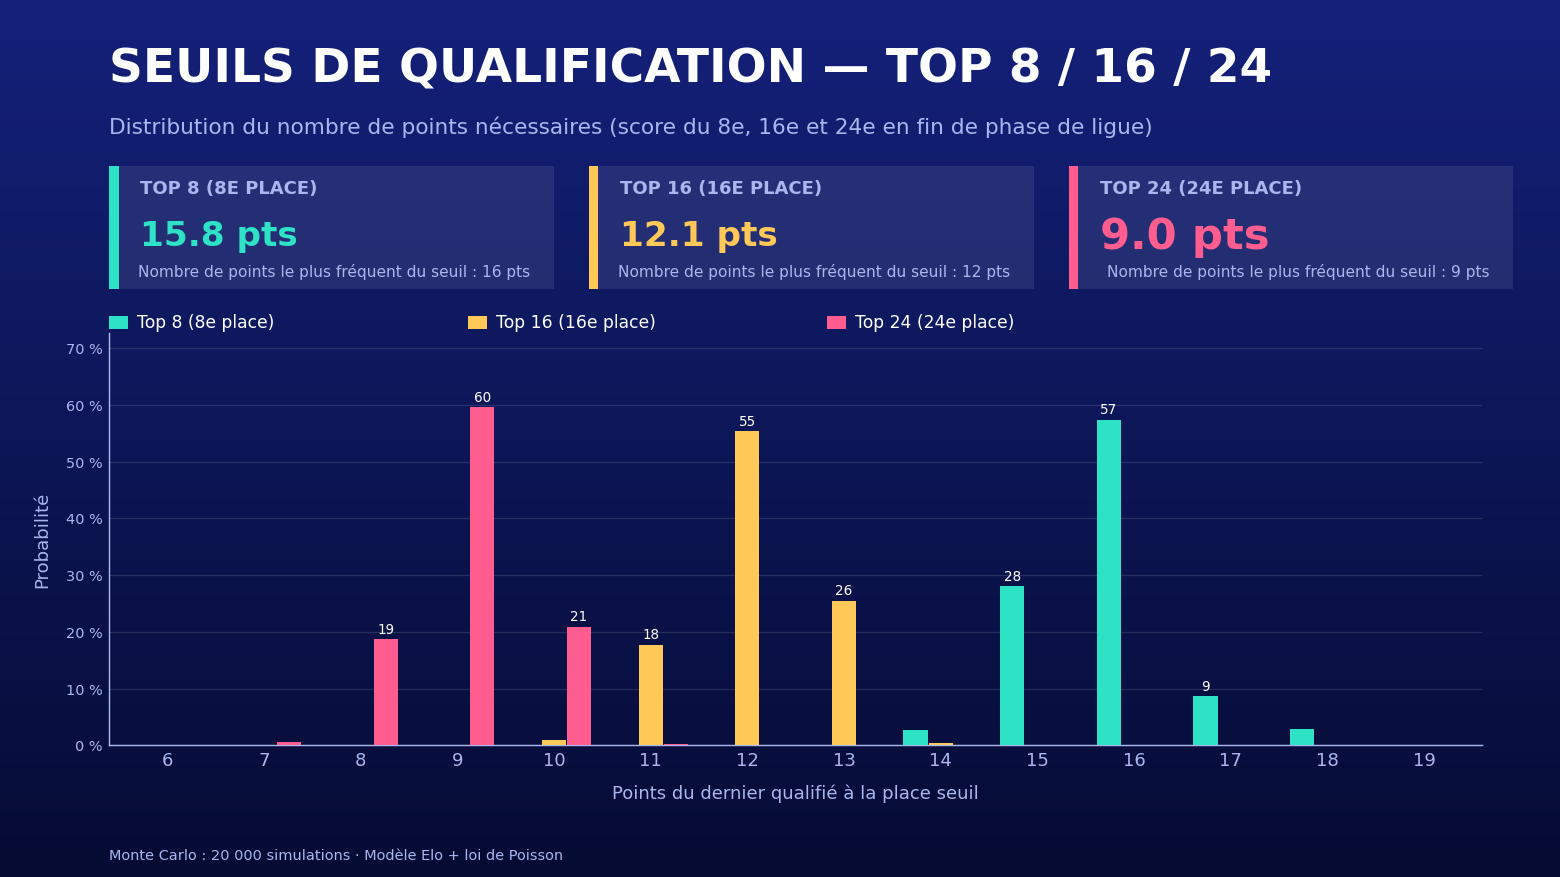 SEUILS DE QUALIFICATION — TOP 8 / 16 / 24
Distribution du nombre de points nécessaires (score du 8e, 16e et 24e en fin de phase de ligue)
TOP 8 (8E PLACE)
15.8 pts
Nombre de points le plus fréquent du seuil : 16 pts
TOP 16 (16E PLACE)
12.1 pts
Nombre de points le plus fréquent du seuil : 12 pts
TOP 24 (24E PLACE)
9.0 pts
Nombre de points le plus fréquent du seuil : 9 pts
Top 8 (8e place)
Top 16 (16e place)
Top 24 (24e place)
Probabilité
70 %
60 %
50 %
40 %
30 %
20 %
10 %
0 %
19
60
21
18
55
26
28
57
9
6 7 8 9 10 11 12 13 14 15 16 17 18 19
Points du dernier qualifié à la place seuil
Monte Carlo : 20 000 simulations · Modèle Elo + loi de Poisson